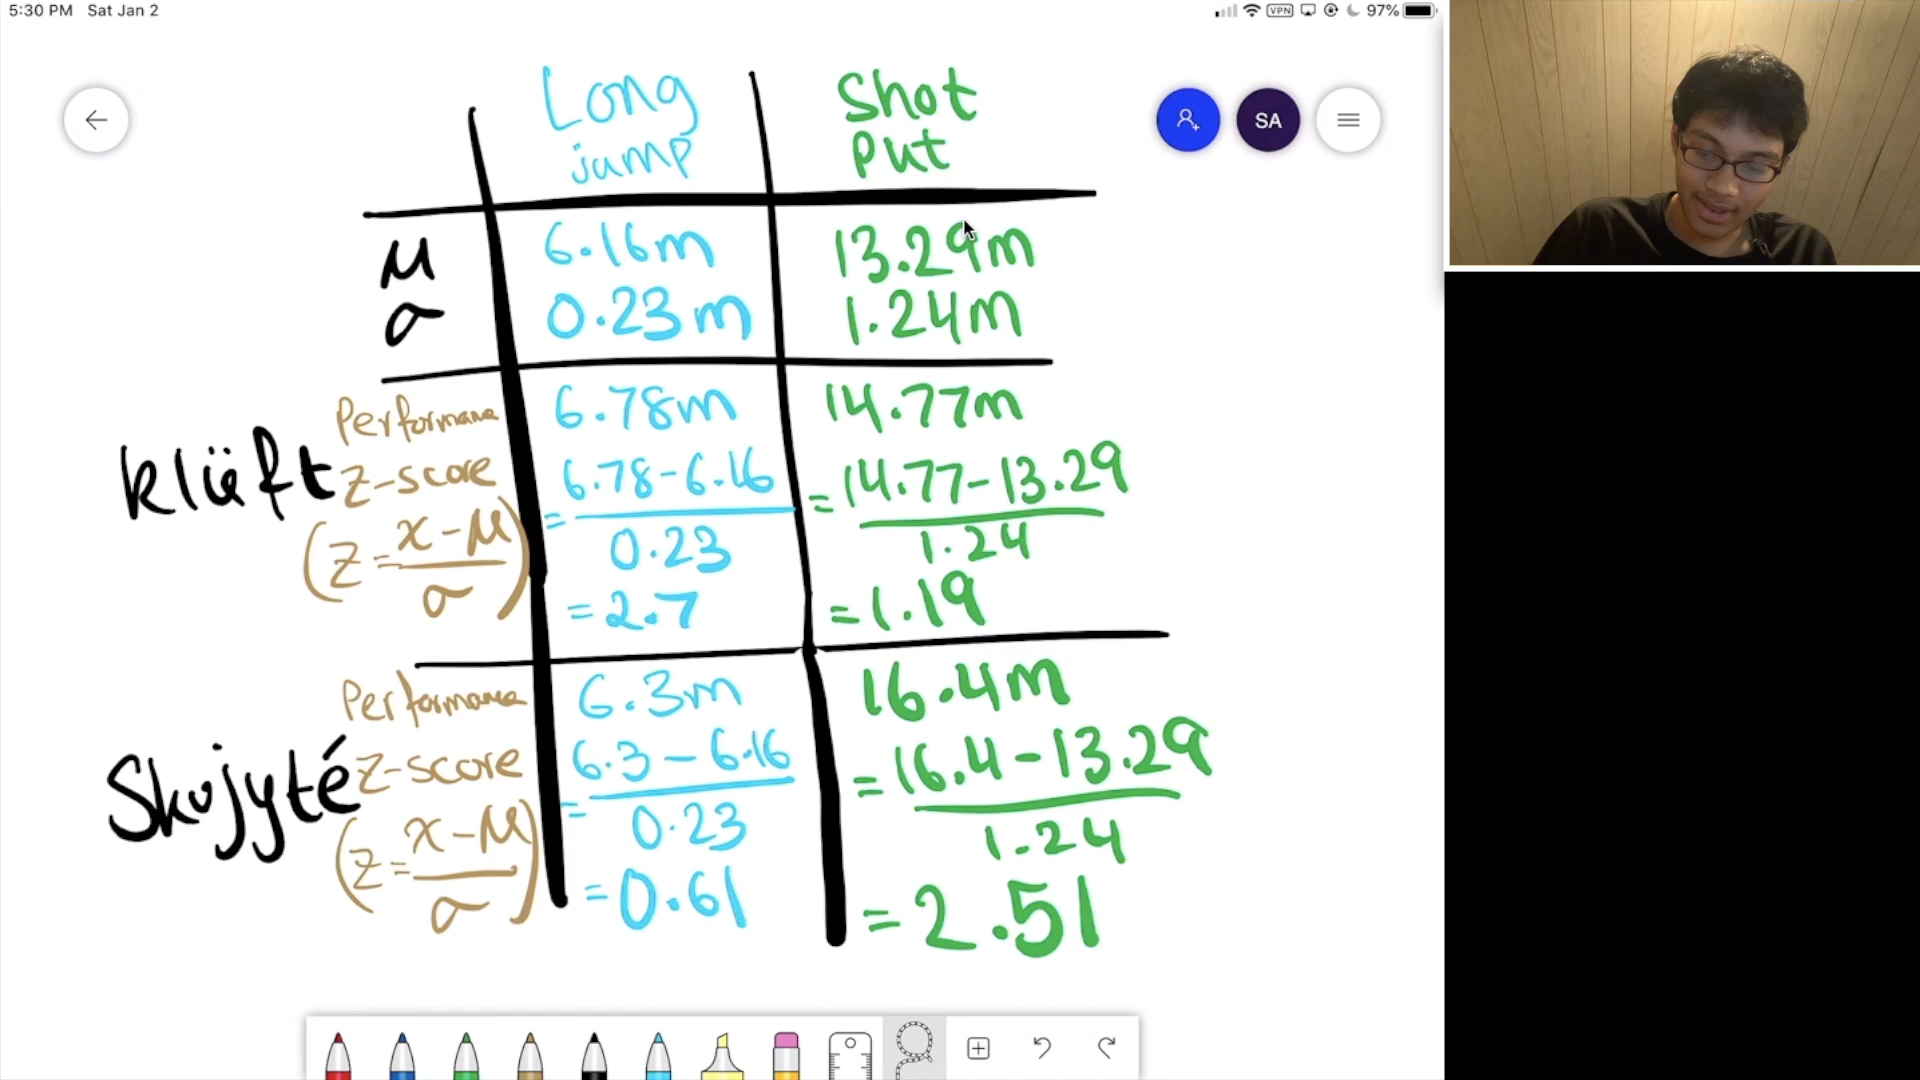 5:30 PM Sat Jan 2
VPN 97%
SA
Long
jump
Shot
Put
μ 6.16m 13.29m
σ 0.23m 1.24m
Performance 6.78m 14.77m
Klüft
z-score = 6.78-6.16 = 14.77-13.29
(z = x-μ 0.23 1.24
σ) = 2.7 = 1.19
Performance 6.3m 16.4m
Skujyté
z-score = 6.3 - 6.16 = 16.4-13.29
(z = x-μ 0.23 1.24
σ) = 0.61 = 2.51